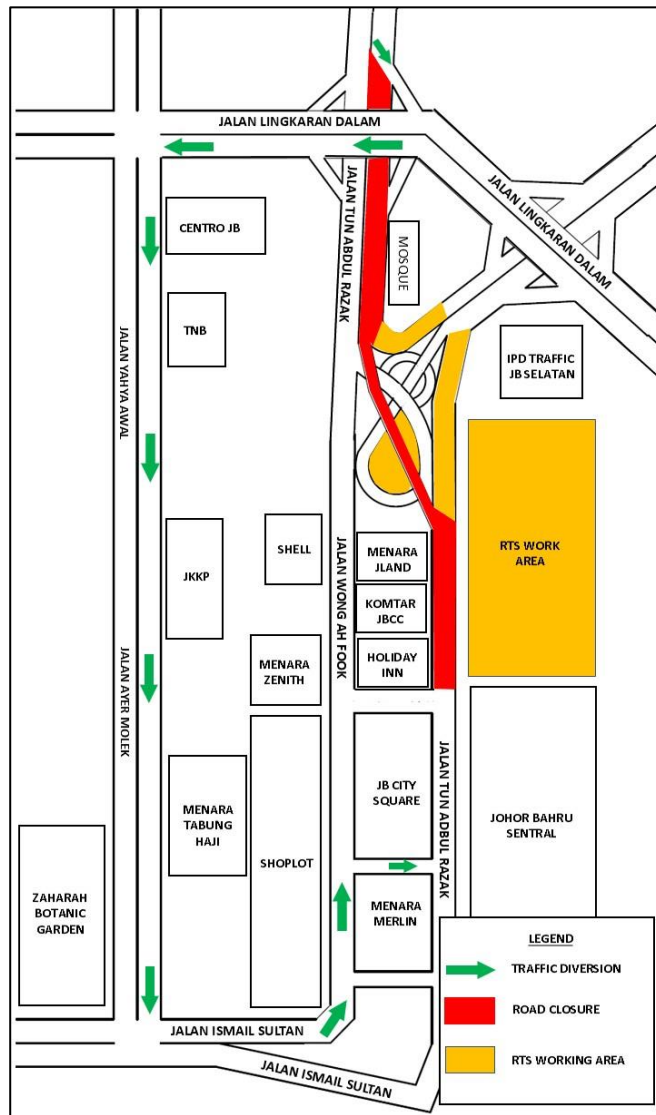 JALAN LINGKARAN DALAM
JALAN LINGKARAN DALAM
JALAN TUN ABDUL RAZAK
CENTRO JB
MOSQUE
TNB
JALAN YAHYA AWAL
IPD TRAFFIC
JB SELATAN
SHELL
JKKP
JALAN WONG AH FOOK
MENARA
JLAND
KOMTAR
JBCC
HOLIDAY
INN
RTS WORK
AREA
MENARA
ZENITH
JALAN AYER MOLEK
MENARA
TABUNG
HAJI
SHOPLOT
JB CITY
SQUARE
JALAN TUN ADBUL RAZAK
JOHOR BAHRU
SENTRAL
ZAHARAH
BOTANIC
GARDEN
MENARA
MERLIN
LEGEND
TRAFFIC DIVERSION
ROAD CLOSURE
RTS WORKING AREA
JALAN ISMAIL SULTAN
JALAN ISMAIL SULTAN